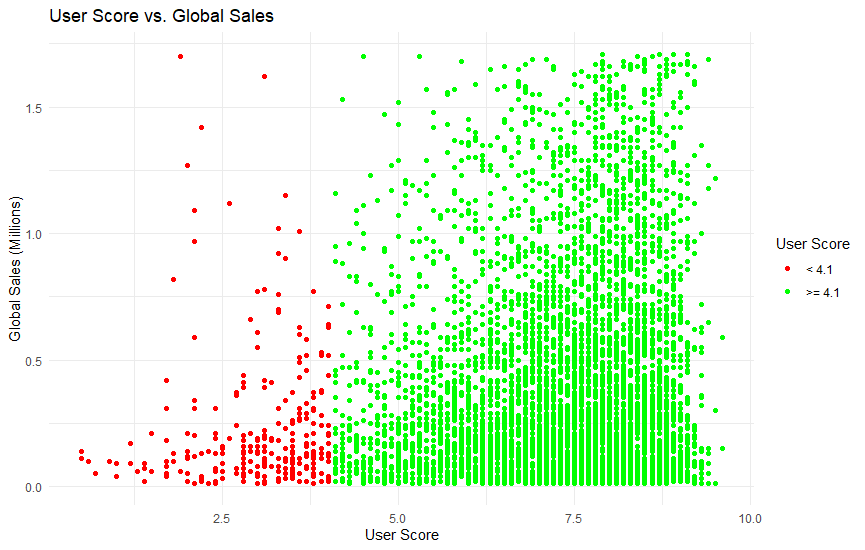 User Score vs. Global Sales
Global Sales (Millions)
1.5
1.0
0.5
0.0
2.5
5.0
7.5
10.0
User Score
User Score
< 4.1
>= 4.1